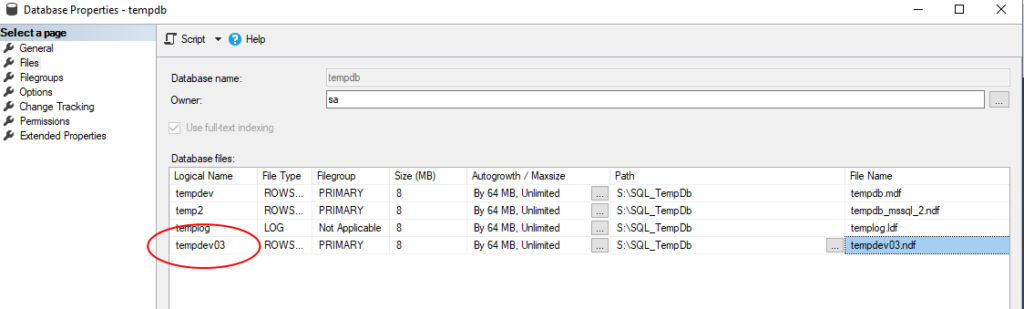 Database Properties - tempdb
Select a page
General
Files
Filegroups
Options
Change Tracking
Permissions
Extended Properties
Script Help
Database name: tempdb
Owner: sa ...
Use full-text indexing
Database files:
Logical Name File Type Filegroup Size (MB) Autogrowth / Maxsize Path File Name
tempdev ROWS... PRIMARY 8 By 64 MB, Unlimited ... S:\SQL_TempDb tempdb.mdf
temp2 ROWS... PRIMARY 8 By 64 MB, Unlimited ... S:\SQL_TempDb tempdb_mssql_2.ndf
templog LOG Not Applicable 8 By 64 MB, Unlimited ... S:\SQL_TempDb templog.ldf
tempdev03 ROWS... PRIMARY 8 By 64 MB, Unlimited ... S:\SQL_TempDb ... tempdev03.ndf